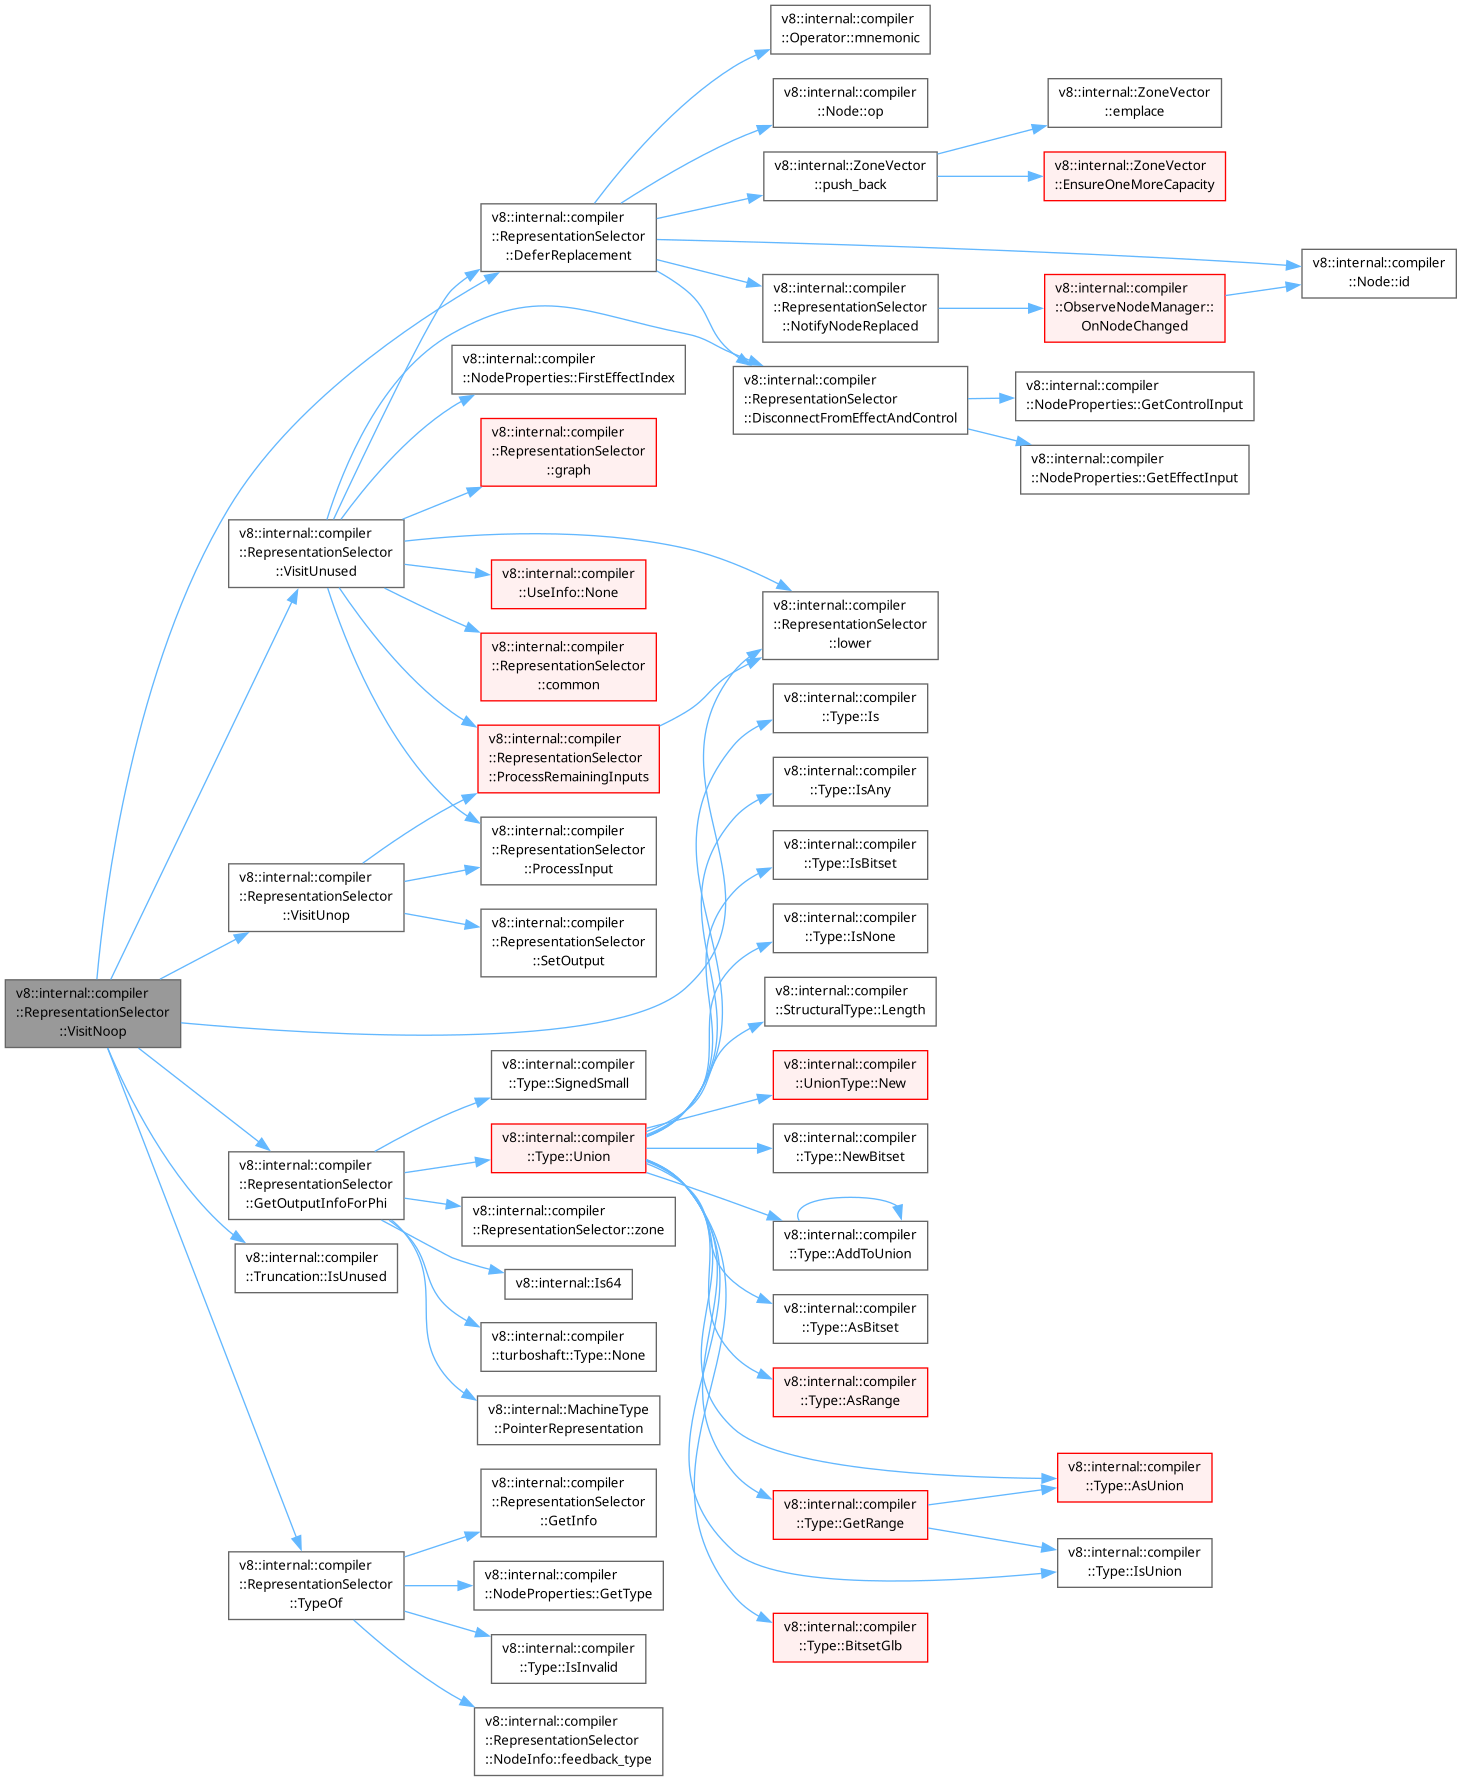 v8::internal::compiler
::RepresentationSelector
::VisitNoop
v8::internal::compiler
::RepresentationSelector
::VisitUnused
v8::internal::compiler
::RepresentationSelector
::VisitUnop
v8::internal::compiler
::RepresentationSelector
::GetOutputInfoForPhi
v8::internal::compiler
::Truncation::IsUnused
v8::internal::compiler
::RepresentationSelector
::TypeOf
v8::internal::compiler
::RepresentationSelector
::DeferReplacement
v8::internal::compiler
::NodeProperties::FirstEffectIndex
v8::internal::compiler
::RepresentationSelector
::graph
v8::internal::compiler
::UseInfo::None
v8::internal::compiler
::RepresentationSelector
::common
v8::internal::compiler
::RepresentationSelector
::ProcessRemainingInputs
v8::internal::compiler
::RepresentationSelector
::ProcessInput
v8::internal::compiler
::RepresentationSelector
::SetOutput
v8::internal::compiler
::Type::SignedSmall
v8::internal::compiler
::Type::Union
v8::internal::compiler
::RepresentationSelector::zone
v8::internal::Is64
v8::internal::compiler
::turboshaft::Type::None
v8::internal::MachineType
::PointerRepresentation
v8::internal::compiler
::RepresentationSelector
::GetInfo
v8::internal::compiler
::NodeProperties::GetType
v8::internal::compiler
::Type::IsInvalid
v8::internal::compiler
::RepresentationSelector
::NodeInfo::feedback_type
v8::internal::compiler
::Operator::mnemonic
v8::internal::compiler
::Node::op
v8::internal::ZoneVector
::push_back
v8::internal::compiler
::RepresentationSelector
::NotifyNodeReplaced
v8::internal::compiler
::RepresentationSelector
::DisconnectFromEffectAndControl
v8::internal::compiler
::RepresentationSelector
::lower
v8::internal::compiler
::Type::Is
v8::internal::compiler
::Type::IsAny
v8::internal::compiler
::Type::IsBitset
v8::internal::compiler
::Type::IsNone
v8::internal::compiler
::StructuralType::Length
v8::internal::compiler
::UnionType::New
v8::internal::compiler
::Type::NewBitset
v8::internal::compiler
::Type::AddToUnion
v8::internal::compiler
::Type::AsBitset
v8::internal::compiler
::Type::AsRange
v8::internal::compiler
::Type::GetRange
v8::internal::compiler
::Type::BitsetGlb
v8::internal::ZoneVector
::emplace
v8::internal::ZoneVector
::EnsureOneMoreCapacity
v8::internal::compiler
::ObserveNodeManager::
OnNodeChanged
v8::internal::compiler
::NodeProperties::GetControlInput
v8::internal::compiler
::NodeProperties::GetEffectInput
v8::internal::compiler
::Type::AsUnion
v8::internal::compiler
::Type::IsUnion
v8::internal::compiler
::Node::id